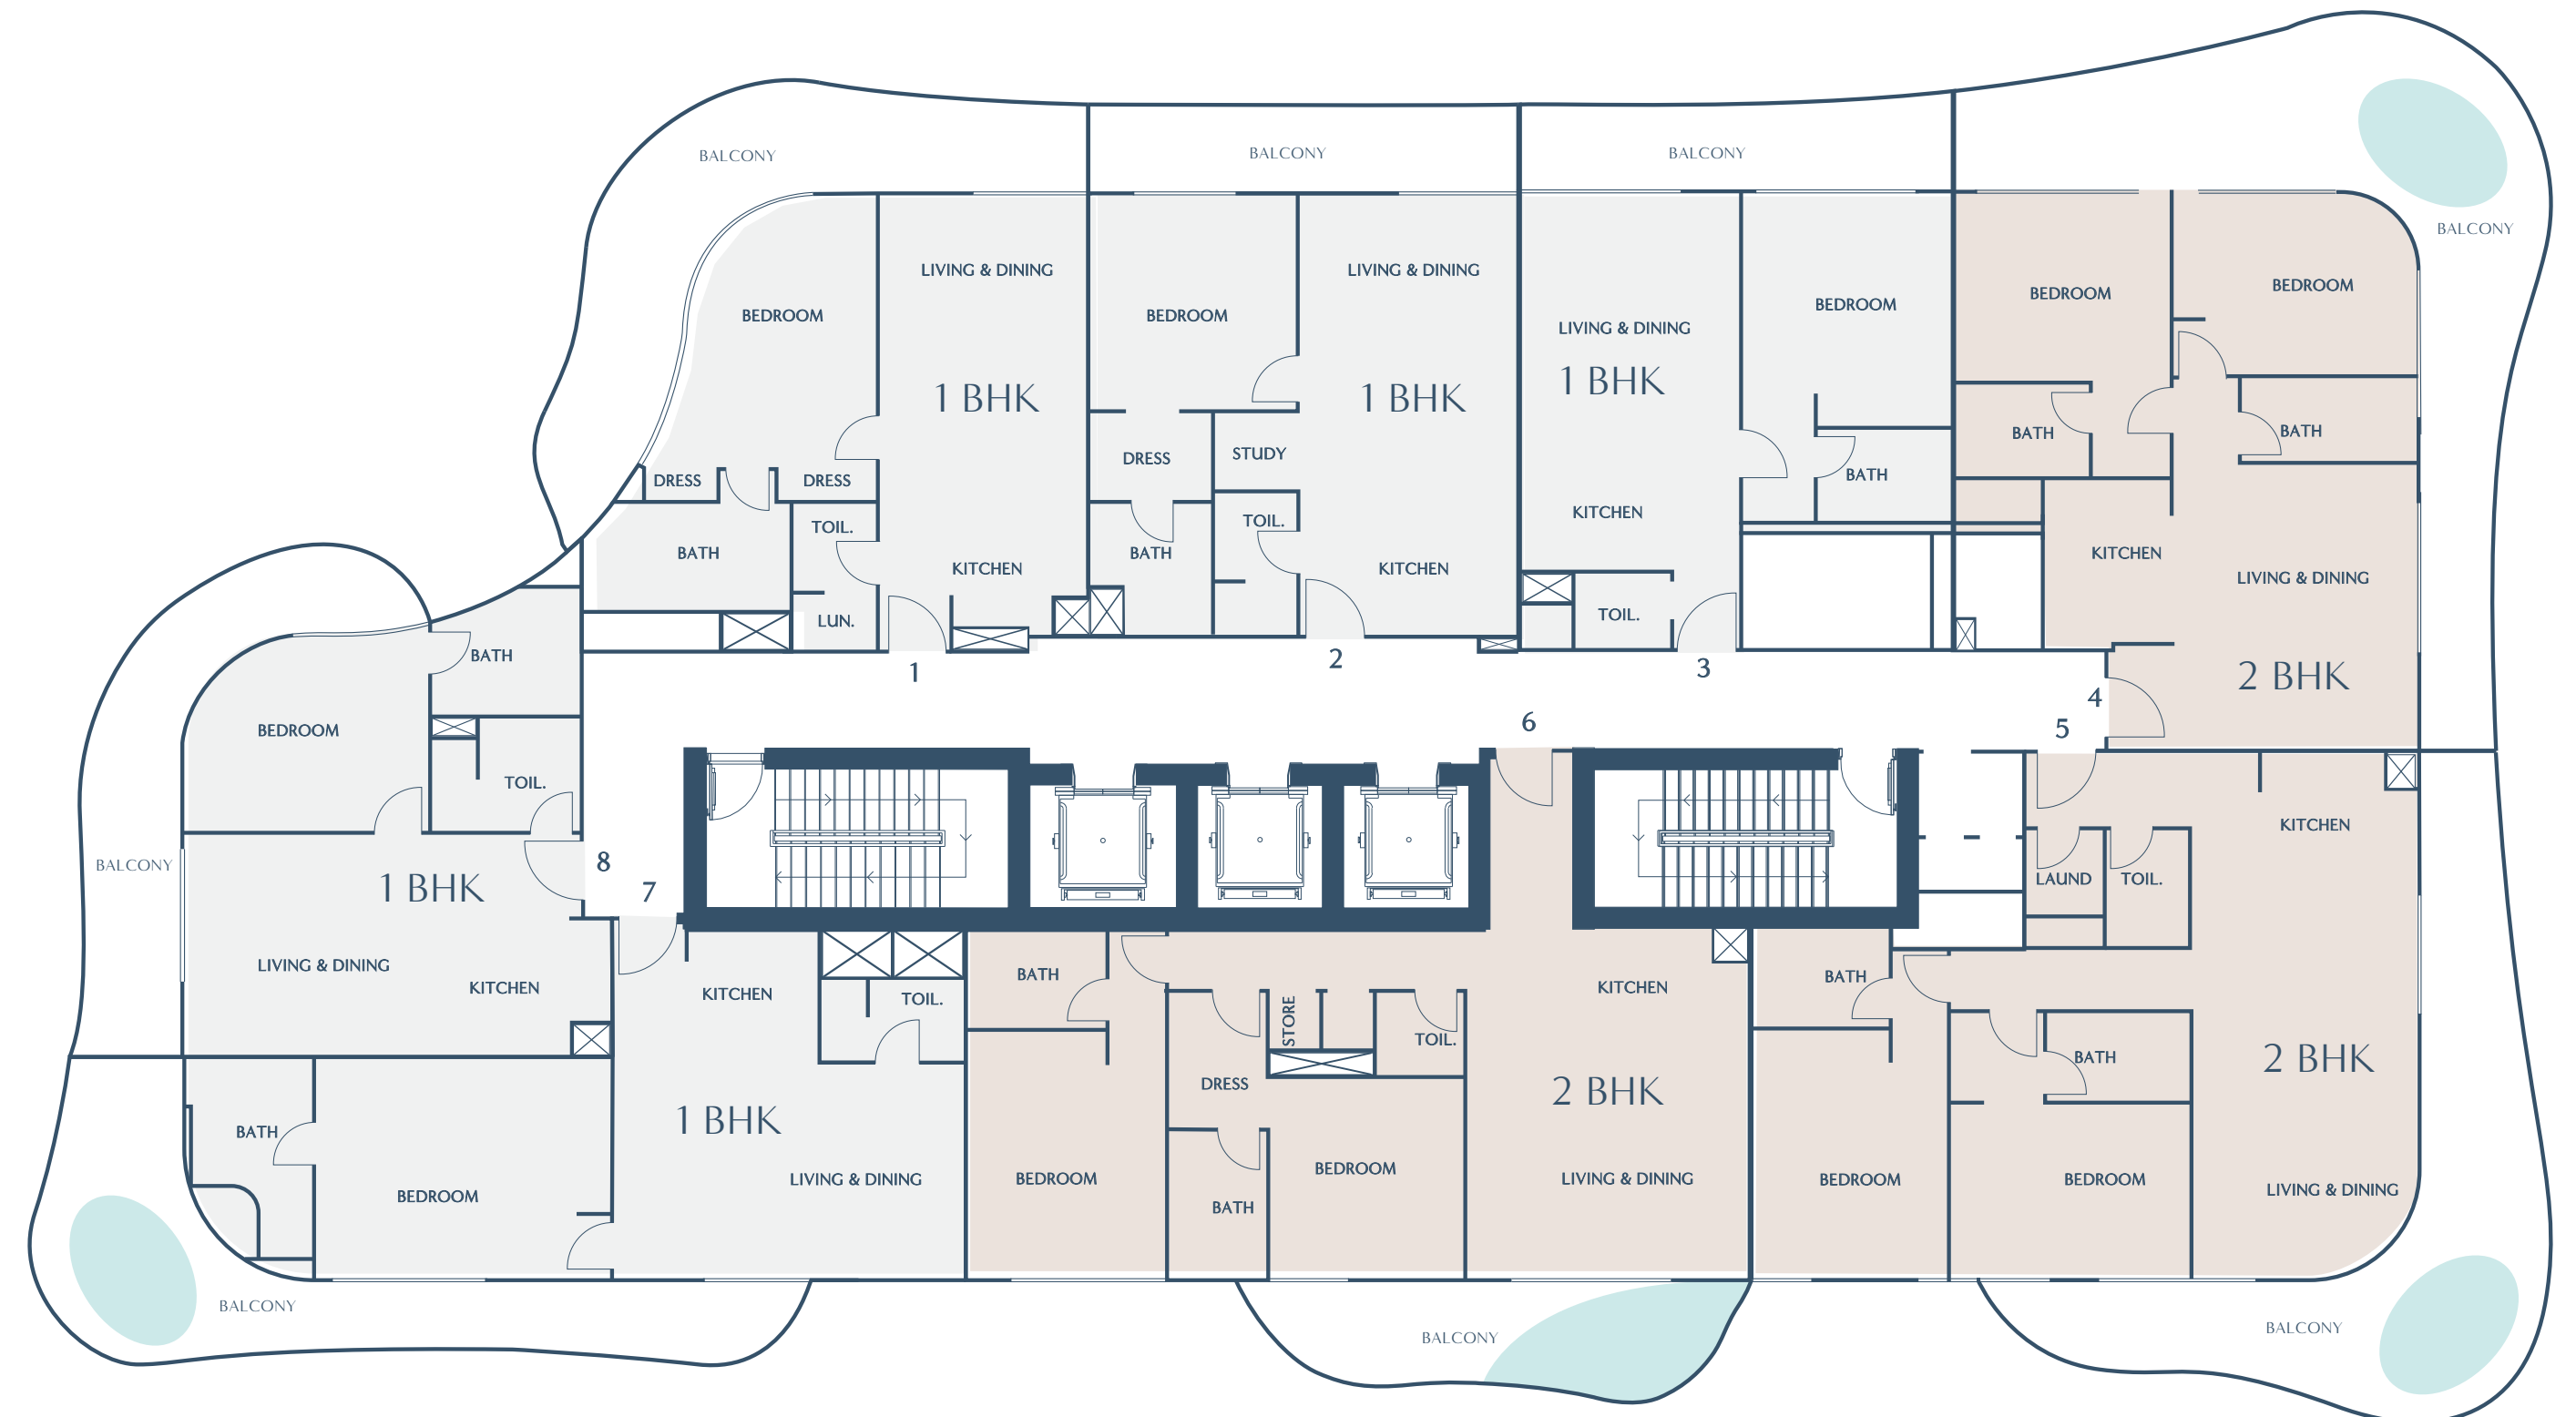 BALCONY
BALCONY
BALCONY
BALCONY
LIVING & DINING
LIVING & DINING
BEDROOM
BEDROOM
BEDROOM
BEDROOM
BEDROOM
LIVING & DINING
BEDROOM
1 BHK
1 BHK
1 BHK
BATH
BATH
DRESS
STUDY
DRESS
DRESS
BATH
KITCHEN
TOIL.
TOIL.
BATH
BATH
KITCHEN
KITCHEN
KITCHEN
LIVING & DINING
LUN.
TOIL.
BATH
1
2
3
2 BHK
4
BEDROOM
6
5
TOIL.
KITCHEN
BALCONY
8
1 BHK
7
LAUND
TOIL.
LIVING & DINING
KITCHEN
KITCHEN
TOIL.
BATH
STORE
TOIL.
KITCHEN
BATH
2 BHK
BATH
DRESS
2 BHK
1 BHK
BATH
BEDROOM
LIVING & DINING
BEDROOM
BATH
BEDROOM
LIVING & DINING
BEDROOM
BEDROOM
LIVING & DINING
BALCONY
BALCONY
BALCONY